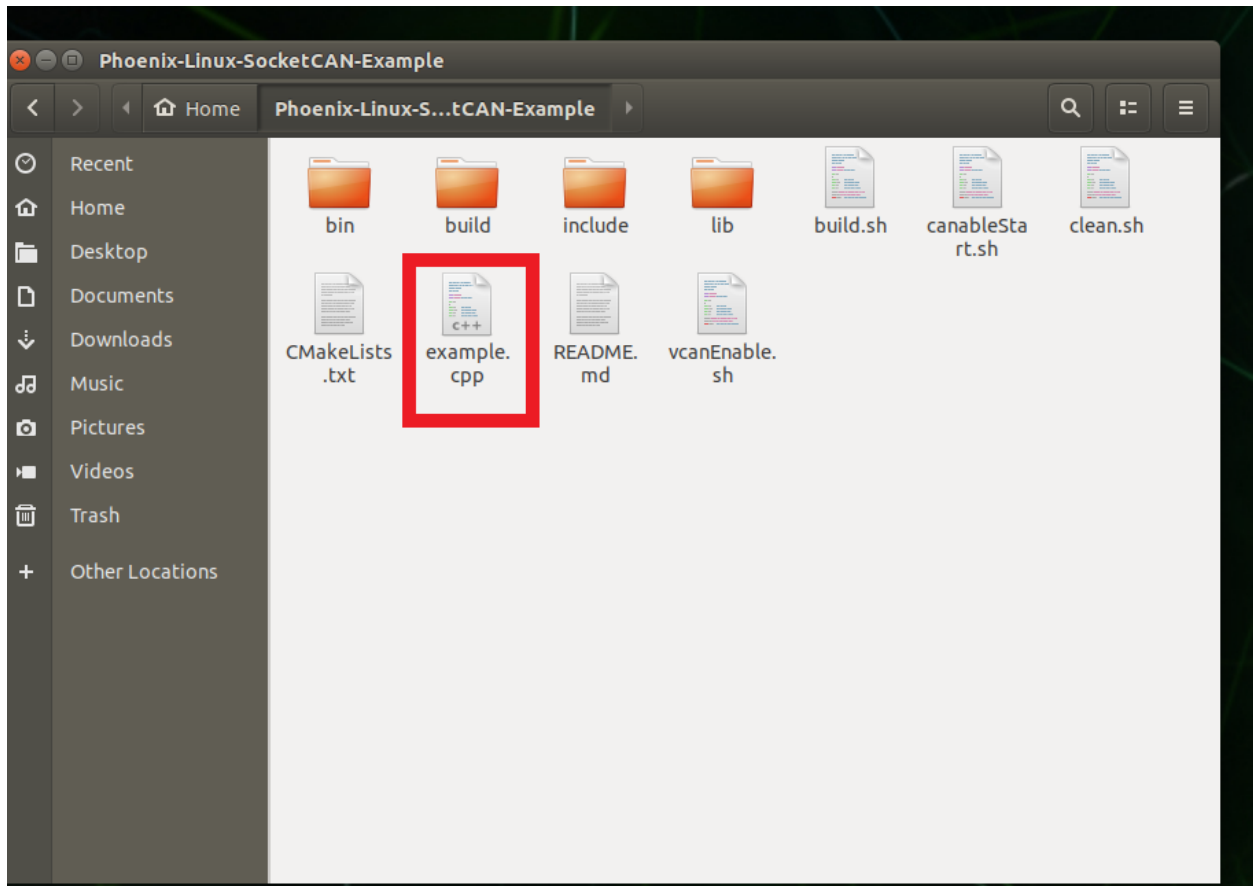 Phoenix-Linux-SocketCAN-Example
Home
Phoenix-Linux-S...tCAN-Example
Recent
Home
Desktop
Documents
Downloads
Music
Pictures
Videos
Trash
Other Locations
bin
build
include
lib
build.sh
canableSta
rt.sh
clean.sh
CMakeLists
.txt
C++
example.
cpp
README.
md
vcanEnable.
sh